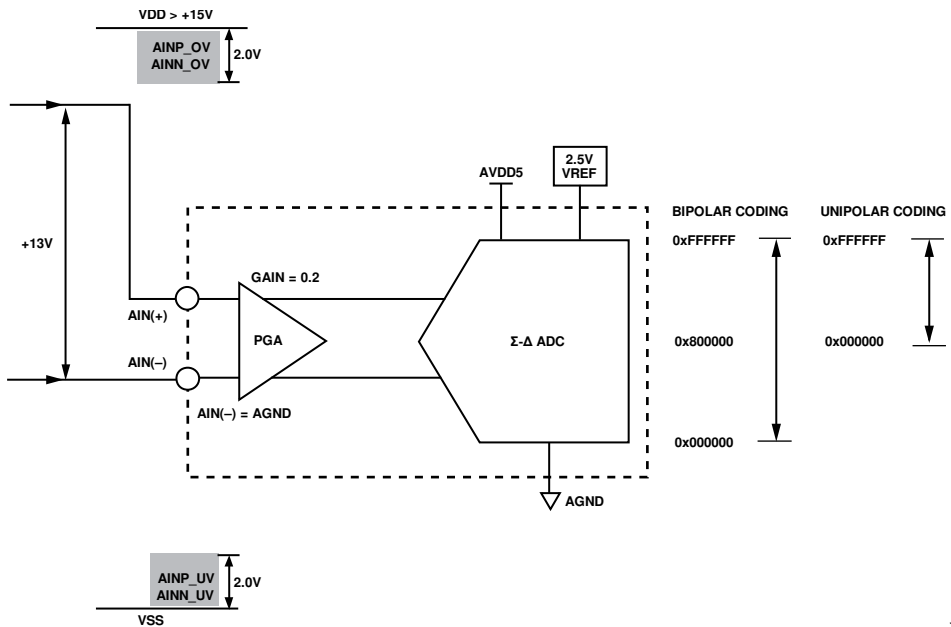 VDD > +15V
AINP_OV
AINN_OV
2.0V
+13V
AVDD5
2.5V
VREF
BIPOLAR CODING
UNIPOLAR CODING
0xFFFFFF
0xFFFFFF
GAIN = 0.2
AIN(+)
PGA
Σ-Δ ADC
0x800000
0x000000
AIN(–)
AIN(–) = AGND
0x000000
AGND
AINP_UV
AINN_UV
2.0V
VSS